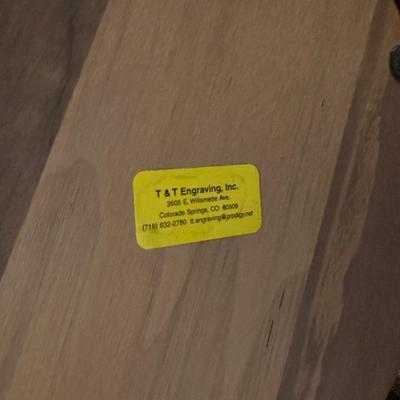 T & T Engraving, Inc.
2605 E. Willamette Ave.
Colorado Springs, CO 80909
(719) 632-2780 tt.engraving@prodigy.net